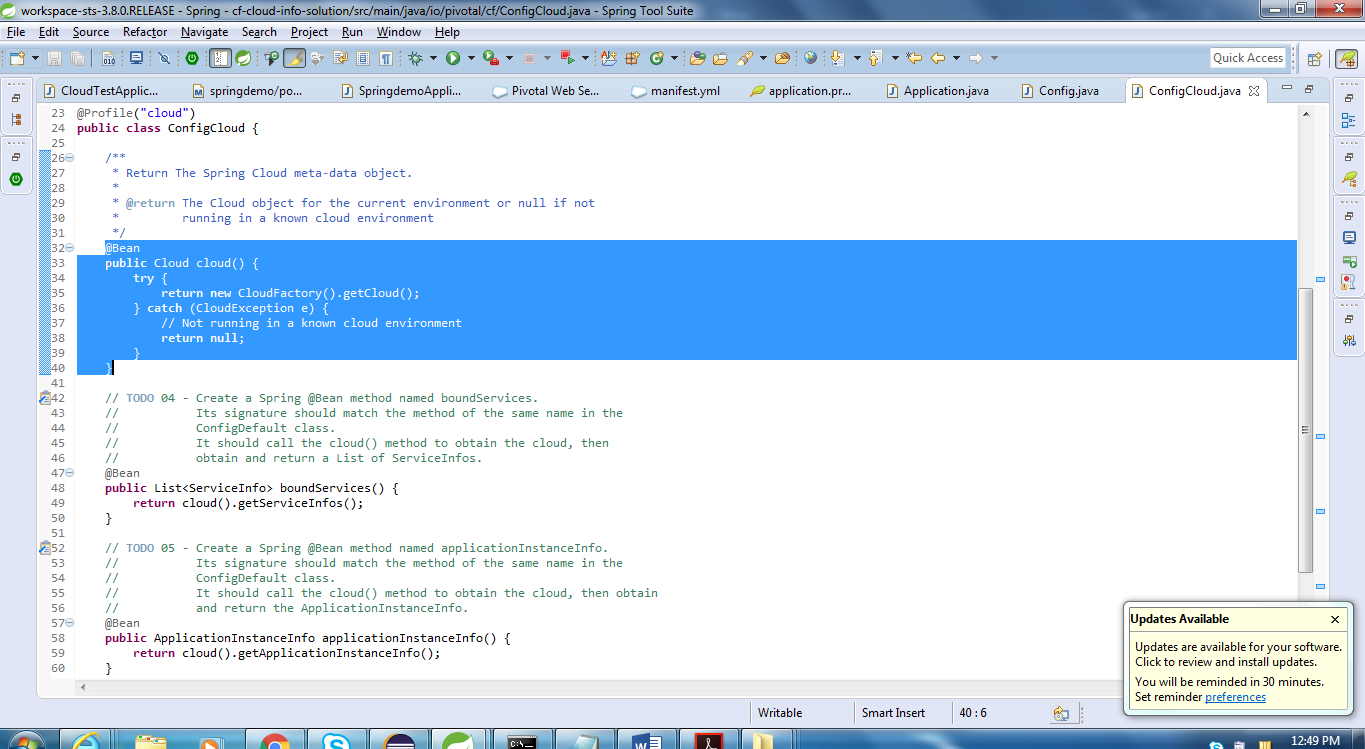 workspace-sts-3.8.0.RELEASE - Spring - cf-cloud-info-solution/src/main/java/io/pivotal/cf/ConfigCloud.java - Spring Tool Suite
File Edit Source Refactor Navigate Search Project Run Window Help
Quick Access
CloudTestApplic... springdemo/po... SpringdemoAppli... Pivotal Web Se... manifest.yml application.pr... Application.java Config.java ConfigCloud.java
23 @Profile("cloud")
24 public class ConfigCloud {
25
26 /**
27 * Return The Spring Cloud meta-data object.
28 *
29 * @return The Cloud object for the current environment or null if not
30 * running in a known cloud environment
31 */
32 @Bean
33 public Cloud cloud() {
34 try {
35 return new CloudFactory().getCloud();
36 } catch (CloudException e) {
37 // Not running in a known cloud environment
38 return null;
39 }
40 }
41
42 // TODO 04 - Create a Spring @Bean method named boundServices.
43 // Its signature should match the method of the same name in the
44 // ConfigDefault class.
45 // It should call the cloud() method to obtain the cloud, then
46 // obtain and return a List of ServiceInfos.
47 @Bean
48 public List<ServiceInfo> boundServices() {
49 return cloud().getServiceInfos();
50 }
51
52 // TODO 05 - Create a Spring @Bean method named applicationInstanceInfo.
53 // Its signature should match the method of the same name in the
54 // ConfigDefault class.
55 // It should call the cloud() method to obtain the cloud, then obtain
56 // and return the ApplicationInstanceInfo.
57 @Bean
58 public ApplicationInstanceInfo applicationInstanceInfo() {
59 return cloud().getApplicationInstanceInfo();
60 }
Updates Available
Updates are available for your software.
Click to review and install updates.
You will be reminded in 30 minutes.
Set reminder preferences
Writable Smart Insert 40 : 6
12:49 PM